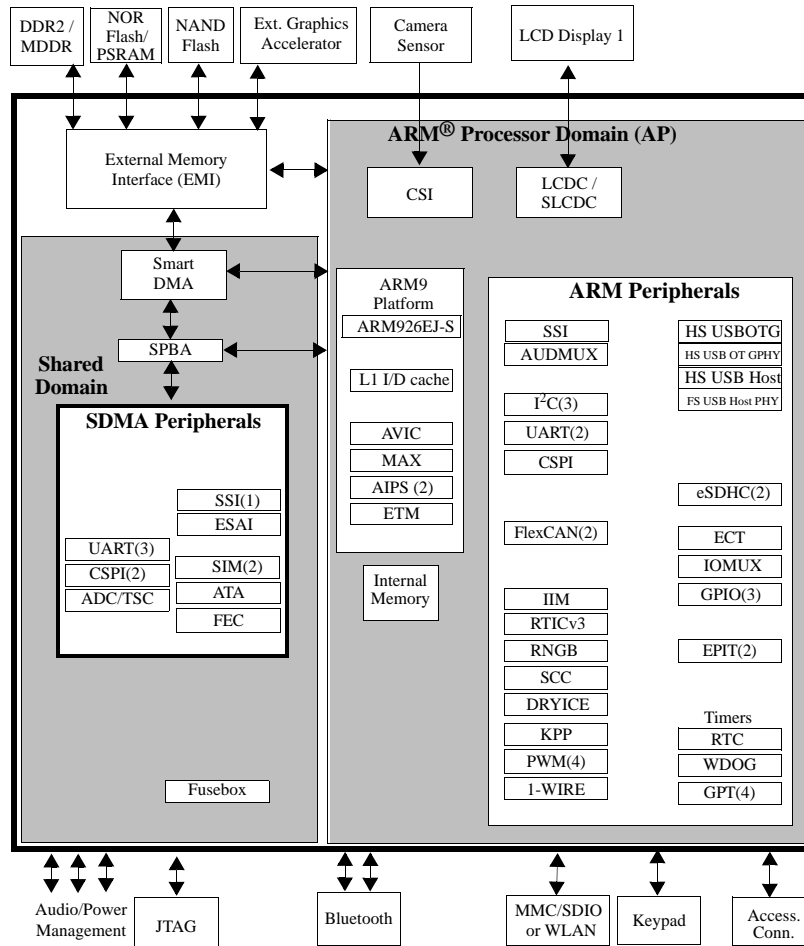 DDR2 /
MDDR
NOR
Flash/
PSRAM
NAND
Flash
Ext. Graphics
Accelerator
Camera
Sensor
LCD Display 1
ARM® Processor Domain (AP)
External Memory
Interface (EMI)
CSI
LCDC /
SLCDC
Smart
DMA
SPBA
Shared
Domain
SDMA Peripherals
SSI(1)
ESAI
UART(3)
CSPI(2)
ADC/TSC
SIM(2)
ATA
FEC
Fusebox
ARM9
Platform
ARM926EJ-S
L1 I/D cache
AVIC
MAX
AIPS (2)
ETM
Internal
Memory
ARM Peripherals
SSI
AUDMUX
I²C(3)
UART(2)
CSPI
FlexCAN(2)
IIM
RTICv3
RNGB
SCC
DRYICE
KPP
PWM(4)
1-WIRE
HS USBOTG
HS USB OT GPHY
HS USB Host
FS USB Host PHY
eSDHC(2)
ECT
IOMUX
GPIO(3)
EPIT(2)
Timers
RTC
WDOG
GPT(4)
Audio/Power
Management
JTAG
Bluetooth
MMC/SDIO
or WLAN
Keypad
Access.
Conn.